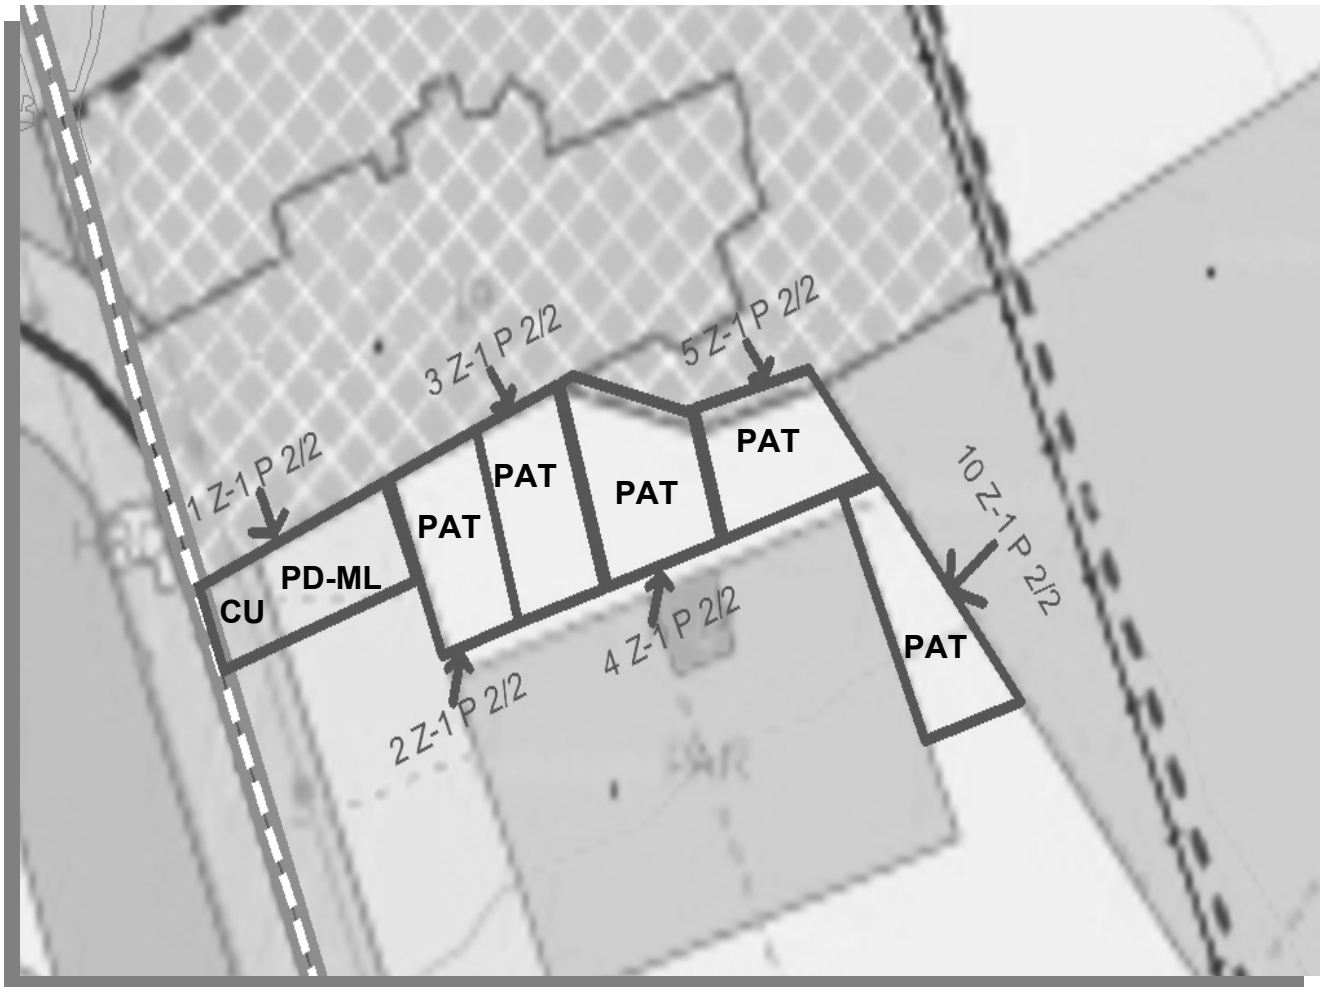 3 Z-1 P 2/2
5 Z-1 P 2/2
1 Z-1 P 2/2
PAT
PAT
PAT
PAT
10 Z-1 P 2/2
PD-ML
CU
4 Z-1 P 2/2
PAT
2 Z-1 P 2/2